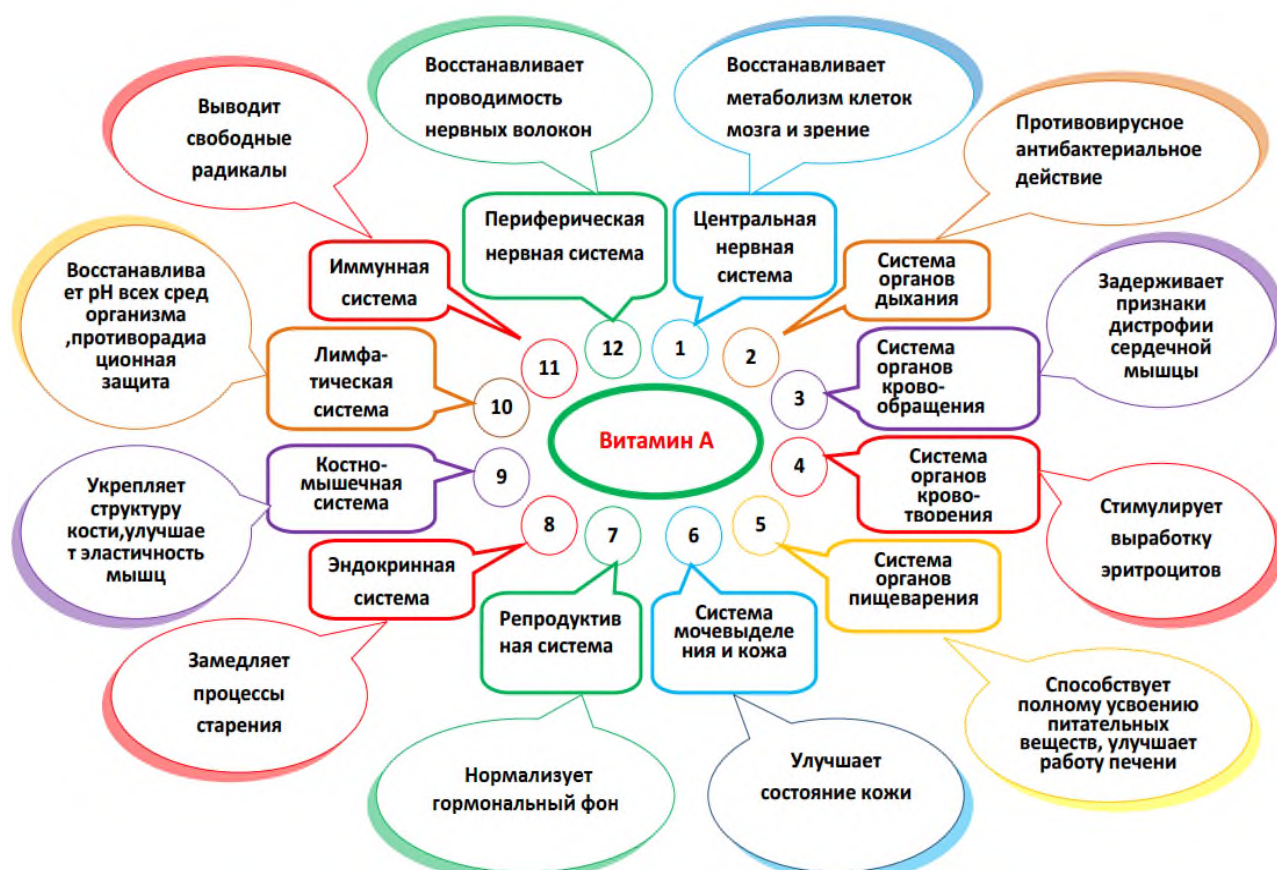 Витамин А
1
Центральная
нервная
система
Восстанавливает
метаболизм клеток
мозга и зрение
2
Система
органов
дыхания
Противовирусное
антибактериальное
действие
3
Система
органов
крово-
обращения
Задерживает
признаки
дистрофии
сердечной
мышцы
4
Система
органов
крово-
творения
Стимулирует
выработку
эритроцитов
5
Система
органов
пищеварения
Способствует
полному усвоению
питательных
веществ, улучшает
работу печени
6
Система
мочевыделе
ния и кожа
Улучшает
состояние кожи
7
Репродуктив
ная система
Нормализует
гормональный фон
8
Эндокринная
система
Замедляет
процессы
старения
9
Костно-
мышечная
система
Укрепляет
структуру
кости,улучшае
т эластичность
мышц
10
Лимфа-
тическая
система
Восстанавлива
ет pH всех сред
организма
,противорадиа
ционная
защита
11
Иммунная
система
Выводит
свободные
радикалы
12
Периферическая
нервная система
Восстанавливает
проводимость
нервных волокон